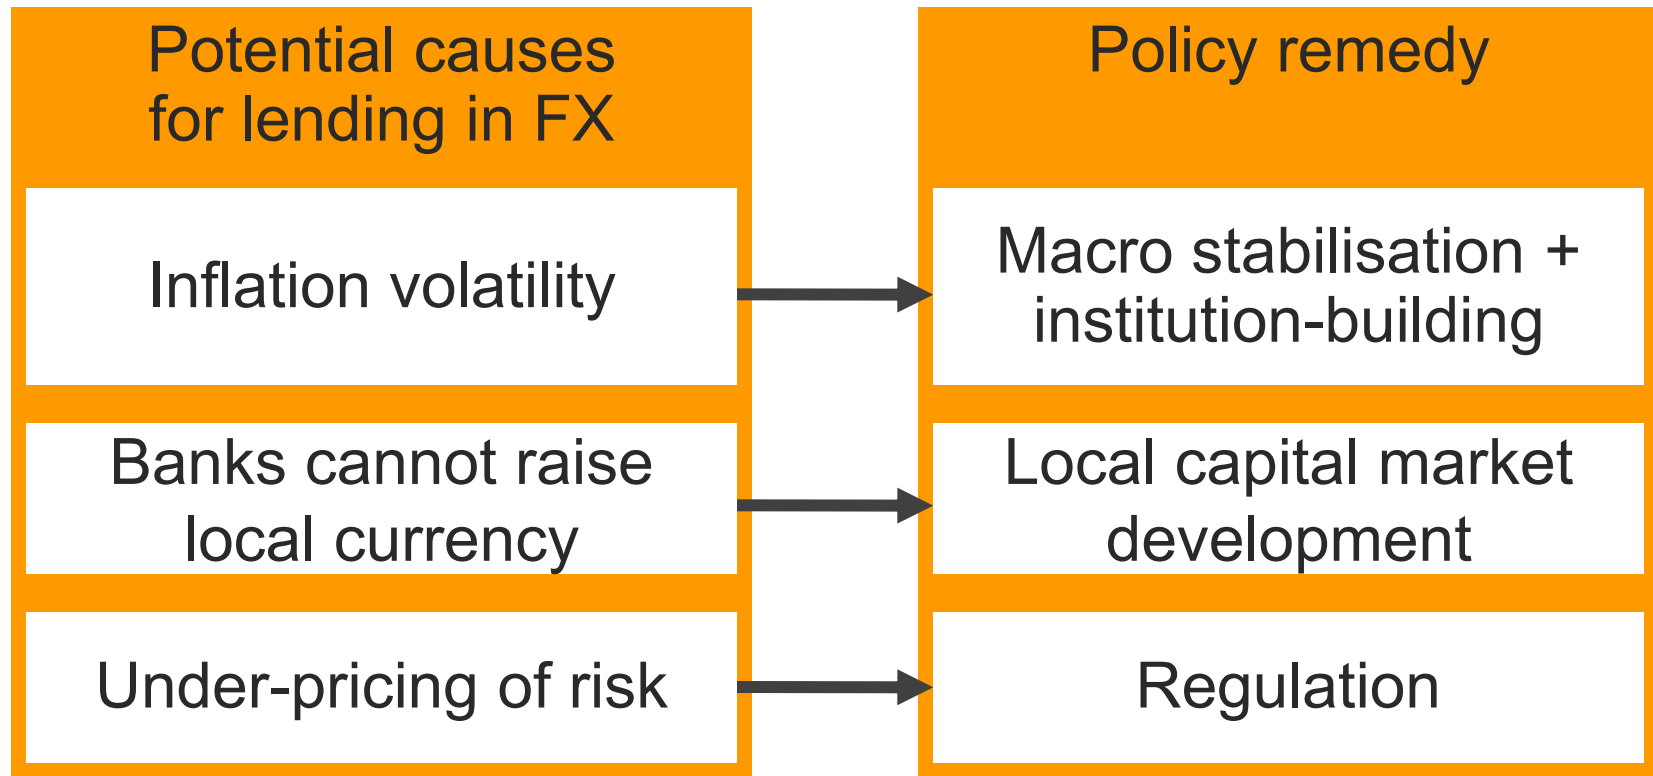 Potential causes
for lending in FX
Policy remedy
Inflation volatility
Macro stabilisation +
institution-building
Banks cannot raise
local currency
Local capital market
development
Under-pricing of risk
Regulation